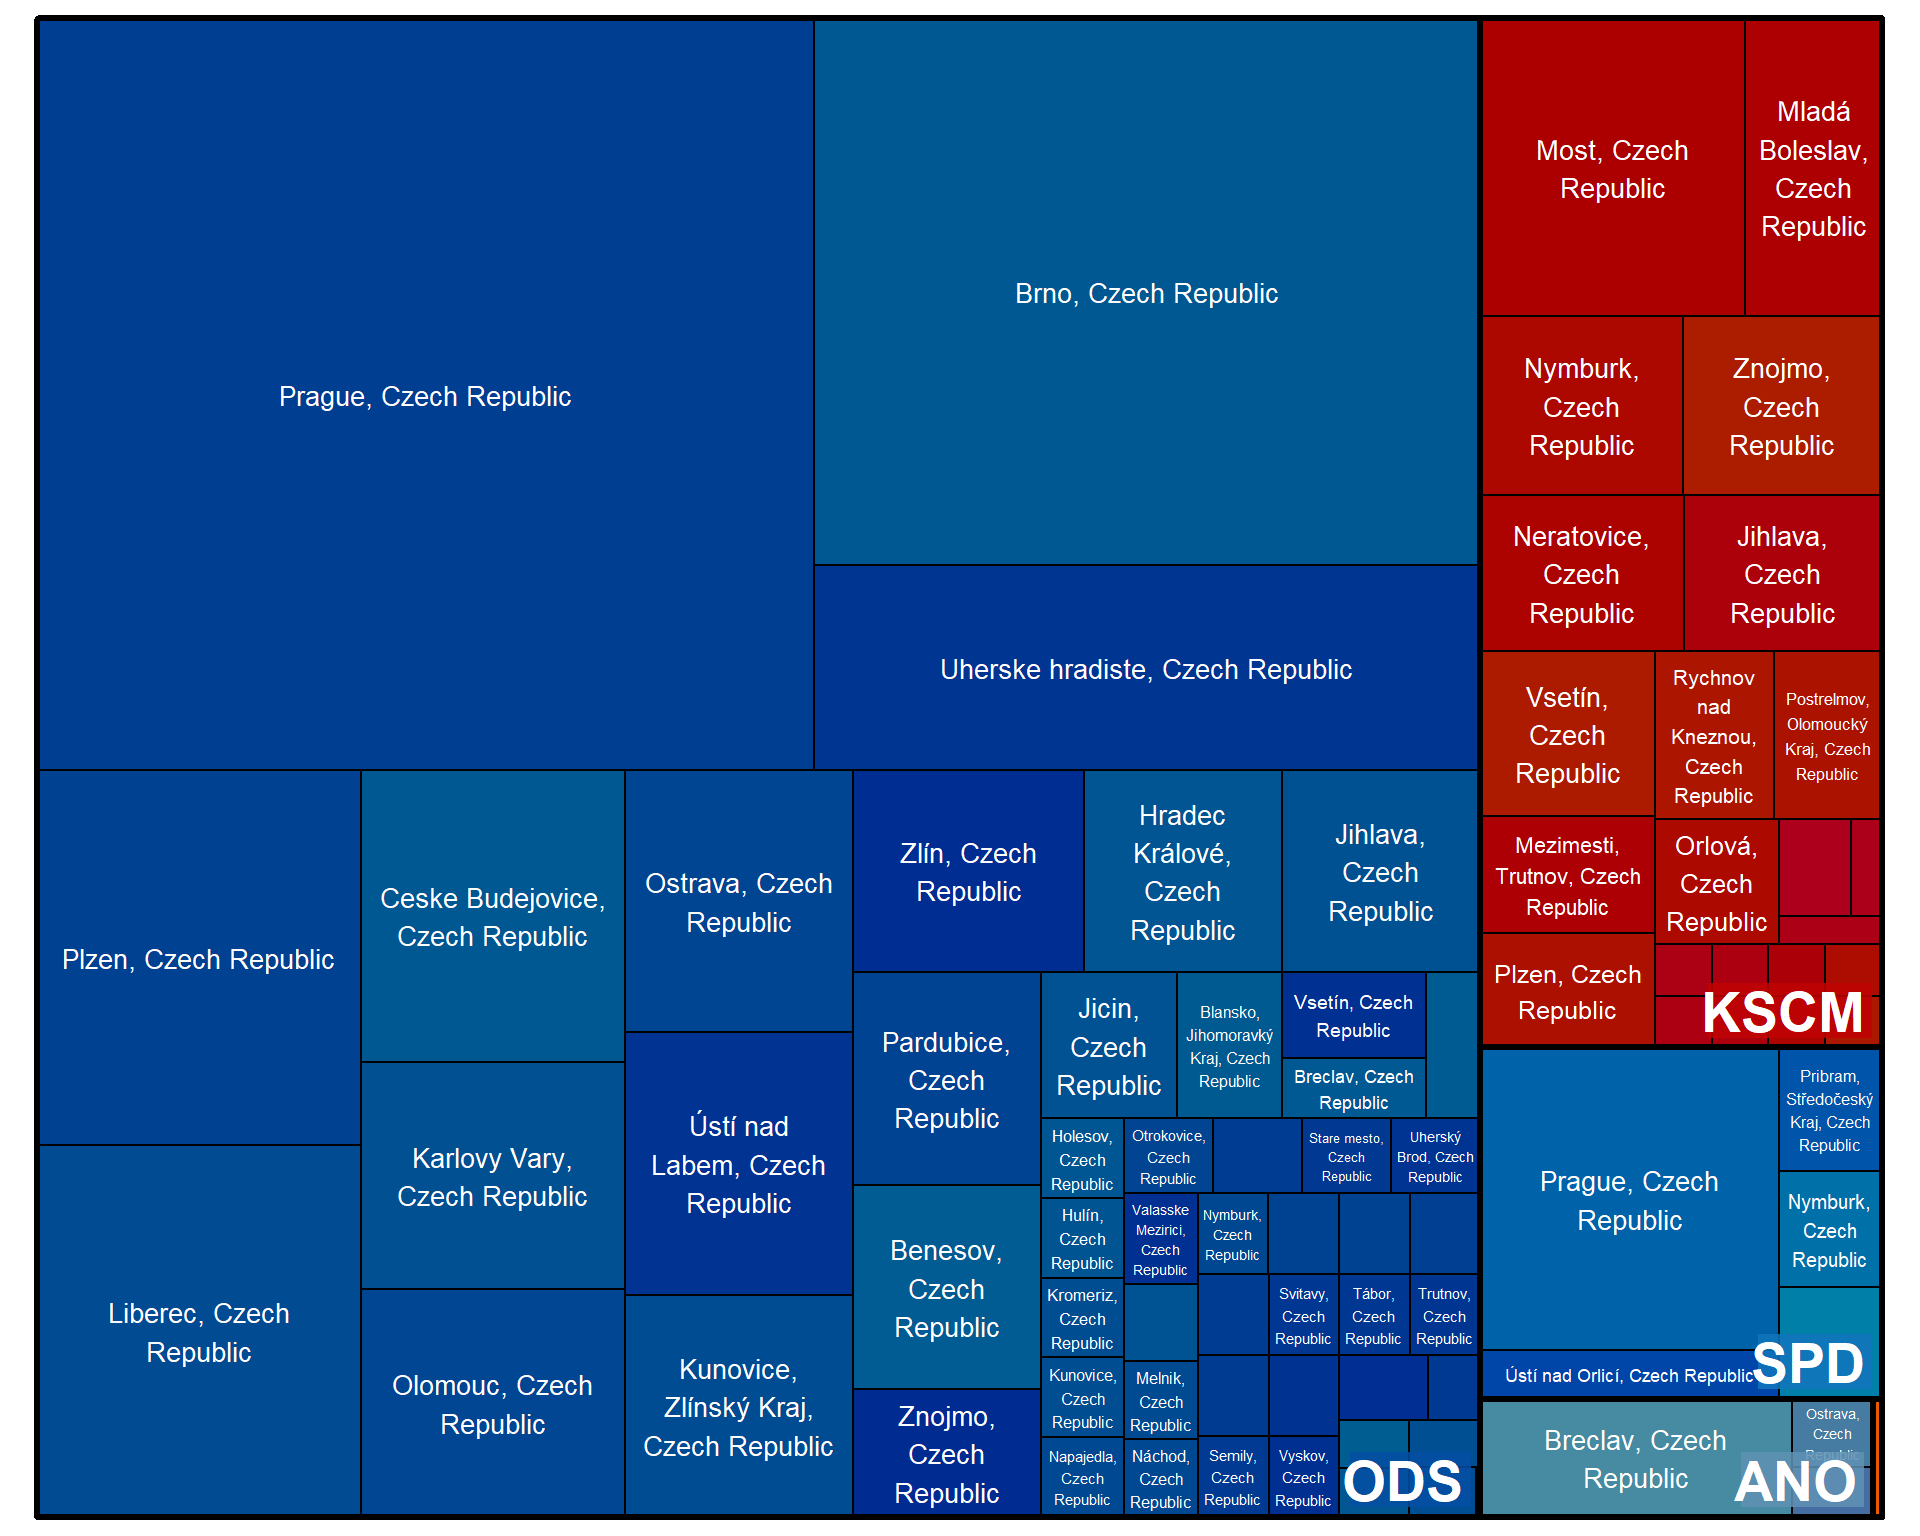 Prague, Czech Republic
Brno, Czech Republic
Uherske hradiste, Czech Republic
Plzen, Czech Republic
Liberec, Czech
Republic
Ceske Budejovice,
Czech Republic
Karlovy Vary,
Czech Republic
Olomouc, Czech
Republic
Ostrava, Czech
Republic
Ústí nad
Labem, Czech
Republic
Kunovice,
Zlínský Kraj,
Czech Republic
Zlín, Czech
Republic
Hradec
Králové,
Czech
Republic
Jihlava,
Czech
Republic
Pardubice,
Czech
Republic
Benesov,
Czech
Republic
Znojmo,
Czech
Republic
Jicin,
Czech
Republic
Blansko,
Jihomoravký
Kraj, Czech
Republic
Vsetín, Czech
Republic
Breclav, Czech
Republic
Holesov,
Czech
Republic
Hulín,
Czech
Republic
Kromeriz,
Czech
Republic
Kunovice,
Czech
Republic
Napajedla,
Czech
Republic
Otrokovice,
Czech
Republic
Stare mesto,
Czech
Republic
Uherský
Brod, Czech
Republic
Valasske
Mezirici,
Czech
Republic
Nymburk,
Czech
Republic
Svitavy,
Czech
Republic
Tábor,
Czech
Republic
Trutnov,
Czech
Republic
Melnik,
Czech
Republic
Náchod,
Czech
Republic
Semily,
Czech
Republic
Vyskov,
Czech
Republic
ODS
Most, Czech
Republic
Mladá
Boleslav,
Czech
Republic
Nymburk,
Czech
Republic
Znojmo,
Czech
Republic
Neratovice,
Czech
Republic
Jihlava,
Czech
Republic
Vsetín,
Czech
Republic
Rychnov
nad
Kneznou,
Czech
Republic
Postrelmov,
Olomoucký
Kraj, Czech
Republic
Mezimesti,
Trutnov, Czech
Republic
Orlová,
Czech
Republic
Plzen, Czech
Republic
KSCM
Prague, Czech
Republic
Pribram,
Středočeský
Kraj, Czech
Republic
Nymburk,
Czech
Republic
Ústí nad Orlicí, Czech Republic
SPD
Breclav, Czech
Republic
Ostrava,
Czech
Republic
ANO